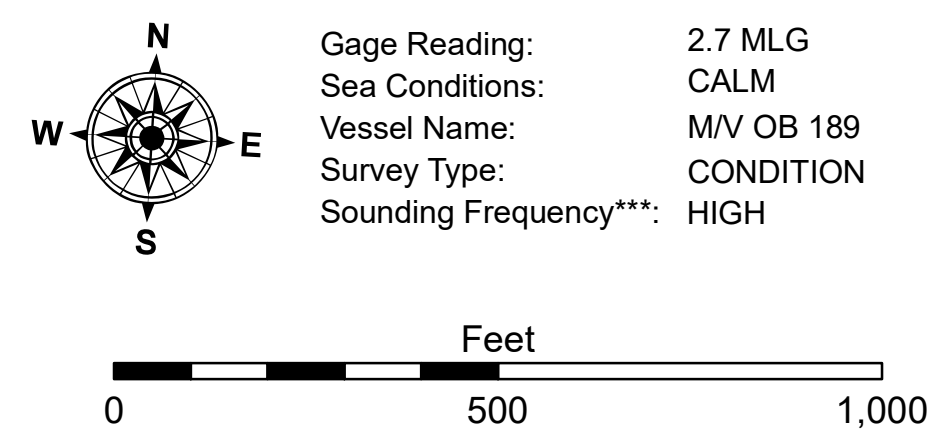 N
W E
S
Gage Reading: 2.7 MLG
Sea Conditions: CALM
Vessel Name: M/V OB 189
Survey Type: CONDITION
Sounding Frequency***: HIGH
Feet
0 500 1,000